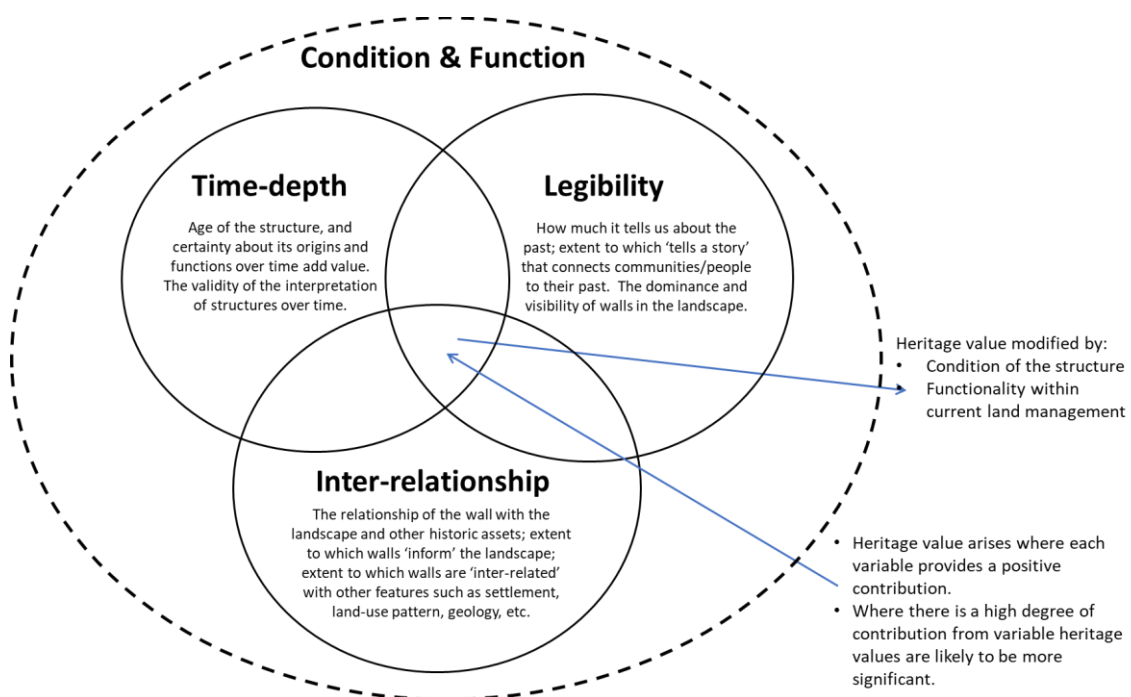 Condition & Function
Time-depth
Age of the structure, and
certainty about its origins and
functions over time add value.
The validity of the interpretation
of structures over time.
Legibility
How much it tells us about the
past; extent to which ‘tells a story’
that connects communities/people
to their past.  The dominance and
visibility of walls in the landscape.
Inter-relationship
The relationship of the wall with the
landscape and other historic assets; extent
to which walls ‘inform’ the landscape;
extent to which walls are ‘inter-related’
with other features such as settlement,
land-use pattern, geology, etc.
Heritage value modified by:
• Condition of the structure
• Functionality within
current land management
• Heritage value arises where each
variable provides a positive
contribution.
• Where there is a high degree of
contribution from variable heritage
values are likely to be more
significant.